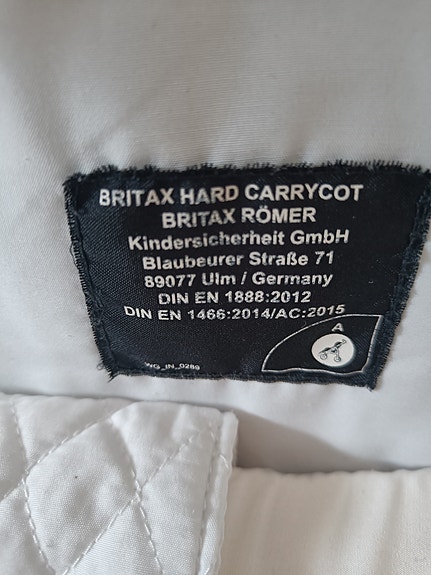 BRITAX HARD CARRYCOT
BRITAX RÖMER
Kindersicherheit GmbH
Blaubeurer Straße 71
89077 Ulm / Germany
DIN EN 1888:2012
DIN EN 1466:2014/AC:2015
A
WG_IN_0289